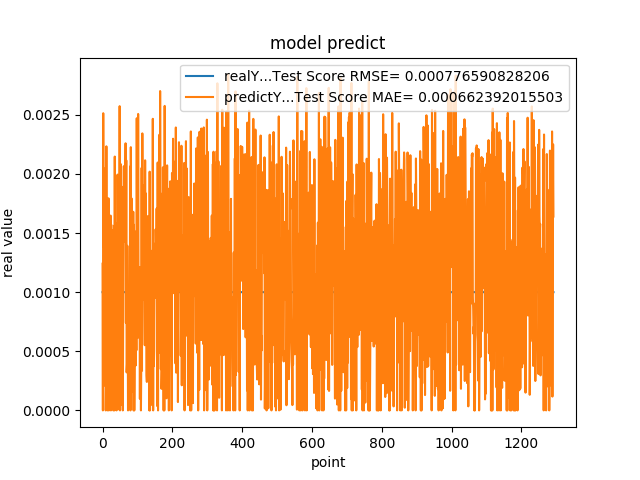 model predict
realY...Test Score RMSE= 0.000776590828206
predictY...Test Score MAE= 0.000662392015503
real value
0.0025
0.0020
0.0015
0.0010
0.0005
0.0000
0 200 400 600 800 1000 1200
point